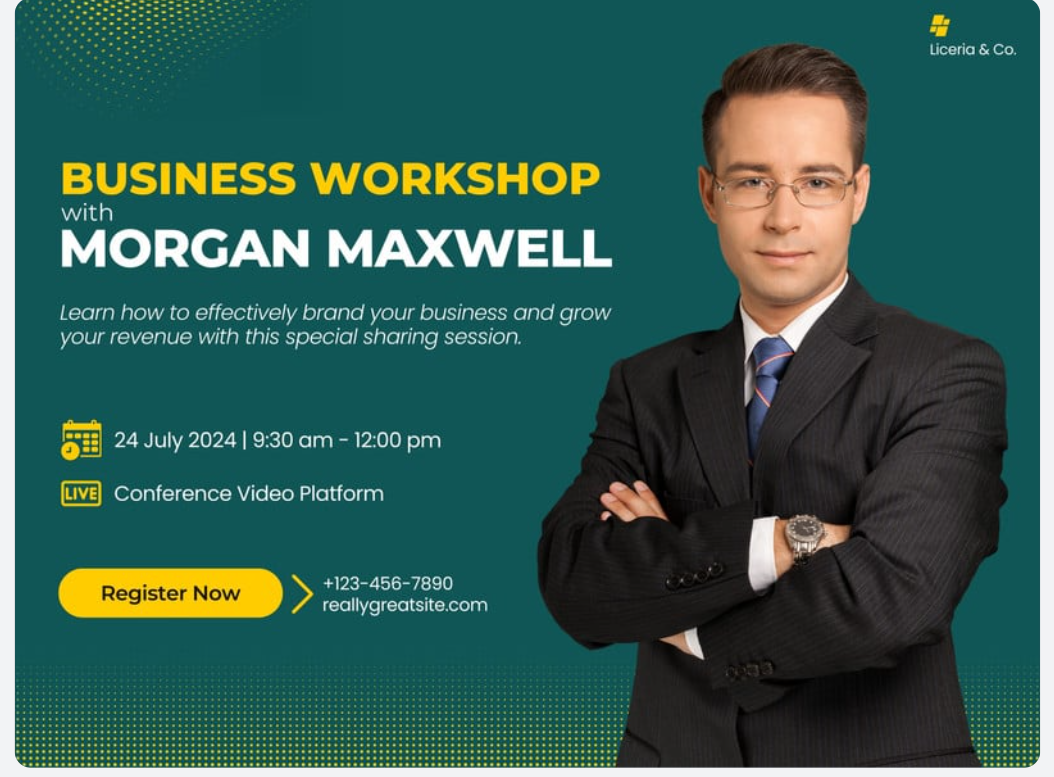 Liceria & Co.
BUSINESS WORKSHOP
with
MORGAN MAXWELL
Learn how to effectively brand your business and grow
your revenue with this special sharing session.
24 July 2024 | 9:30 am - 12:00 pm
LIVE
Conference Video Platform
Register Now
+123-456-7890
reallygreatsite.com